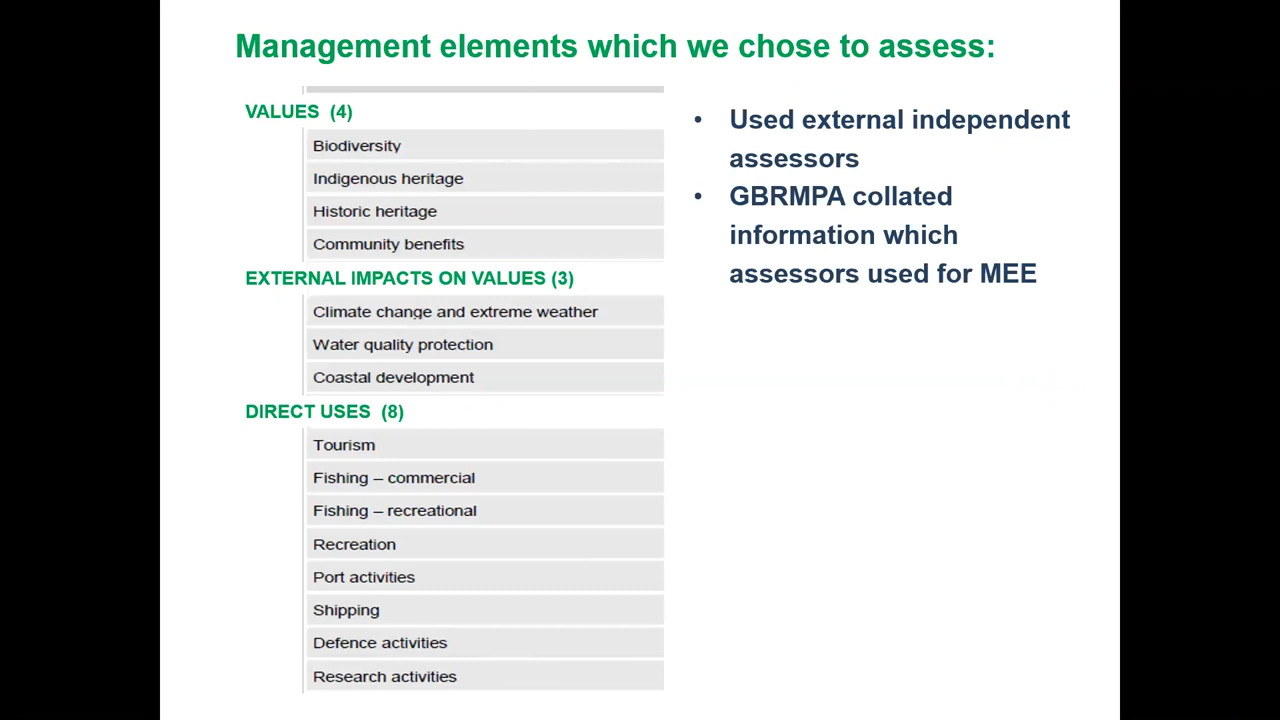 Management elements which we chose to assess:
VALUES (4)
Biodiversity
Indigenous heritage
Historic heritage
Community benefits
EXTERNAL IMPACTS ON VALUES (3)
Climate change and extreme weather
Water quality protection
Coastal development
DIRECT USES (8)
Tourism
Fishing – commercial
Fishing – recreational
Recreation
Port activities
Shipping
Defence activities
Research activities
• Used external independent
assessors
• GBRMPA collated
information which
assessors used for MEE